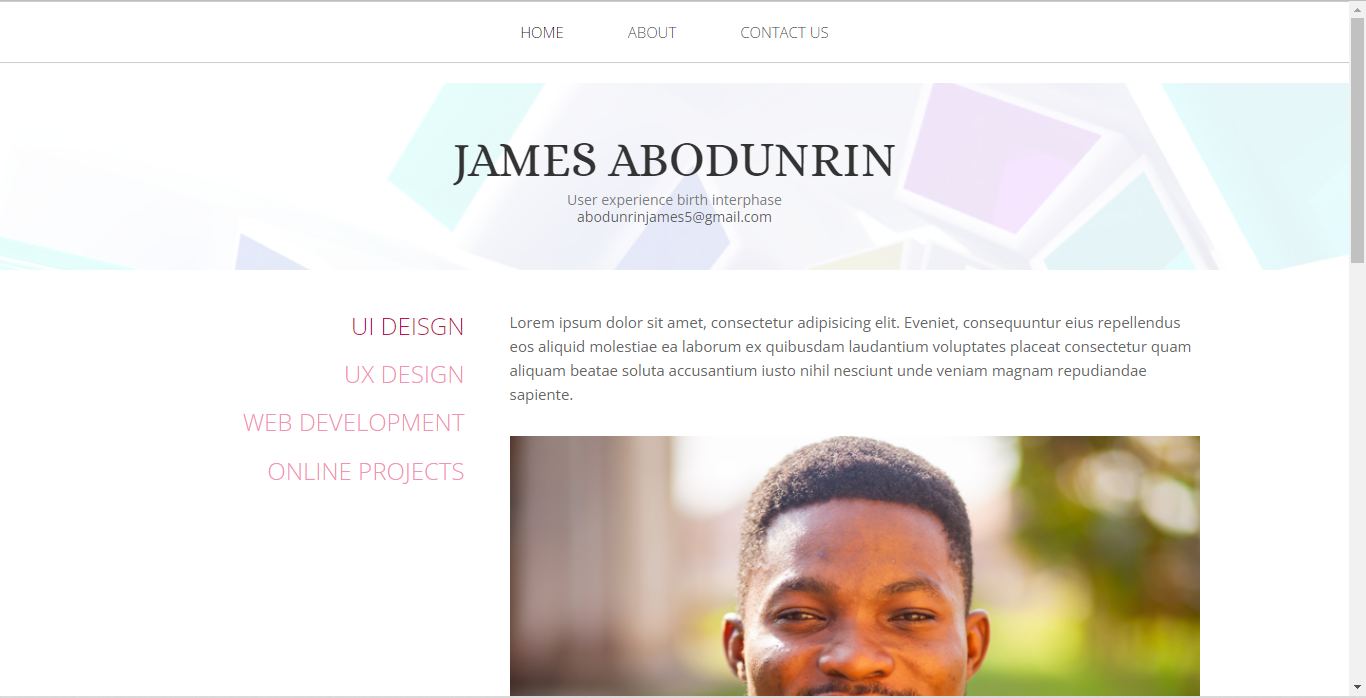 HOME ABOUT CONTACT US
JAMES ABODUNRIN
User experience birth interphase
abodunrinjames5@gmail.com
UI DEISGN
UX DESIGN
WEB DEVELOPMENT
ONLINE PROJECTS
Lorem ipsum dolor sit amet, consectetur adipisicing elit. Eveniet, consequuntur eius repellendus
eos aliquid molestiae ea laborum ex quibusdam laudantium voluptates placeat consectetur quam
aliquam beatae soluta accusantium iusto nihil nesciunt unde veniam magnam repudiandae
sapiente.